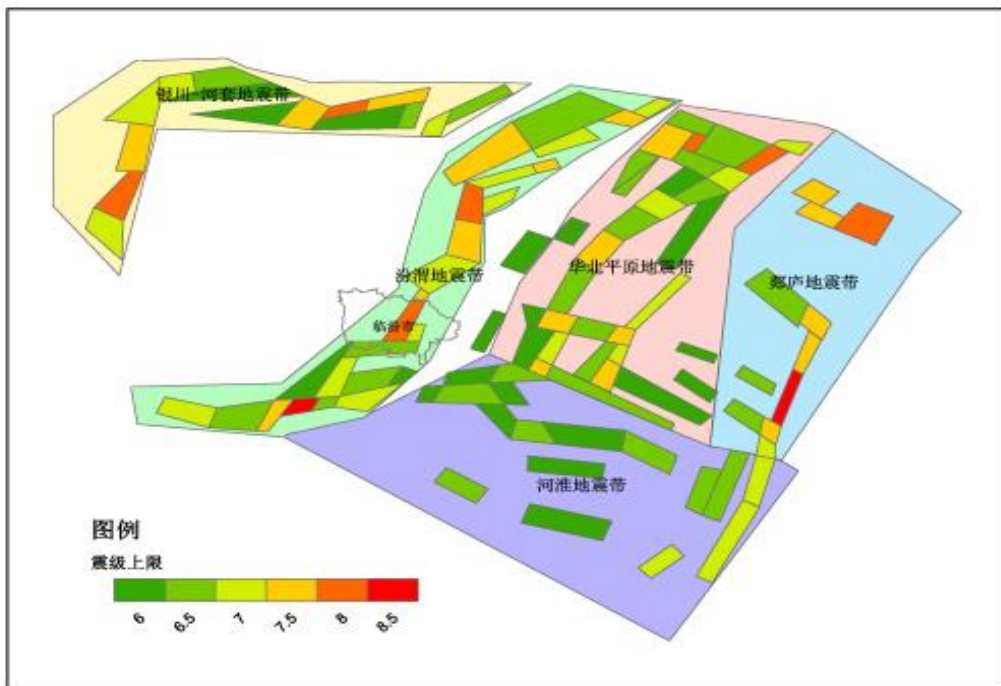 银川-河套地震带
汾渭地震带
华北平原地震带
郯庐地震带
临汾市
河淮地震带
图例
震级上限
6
6.5
7
7.5
8
8.5